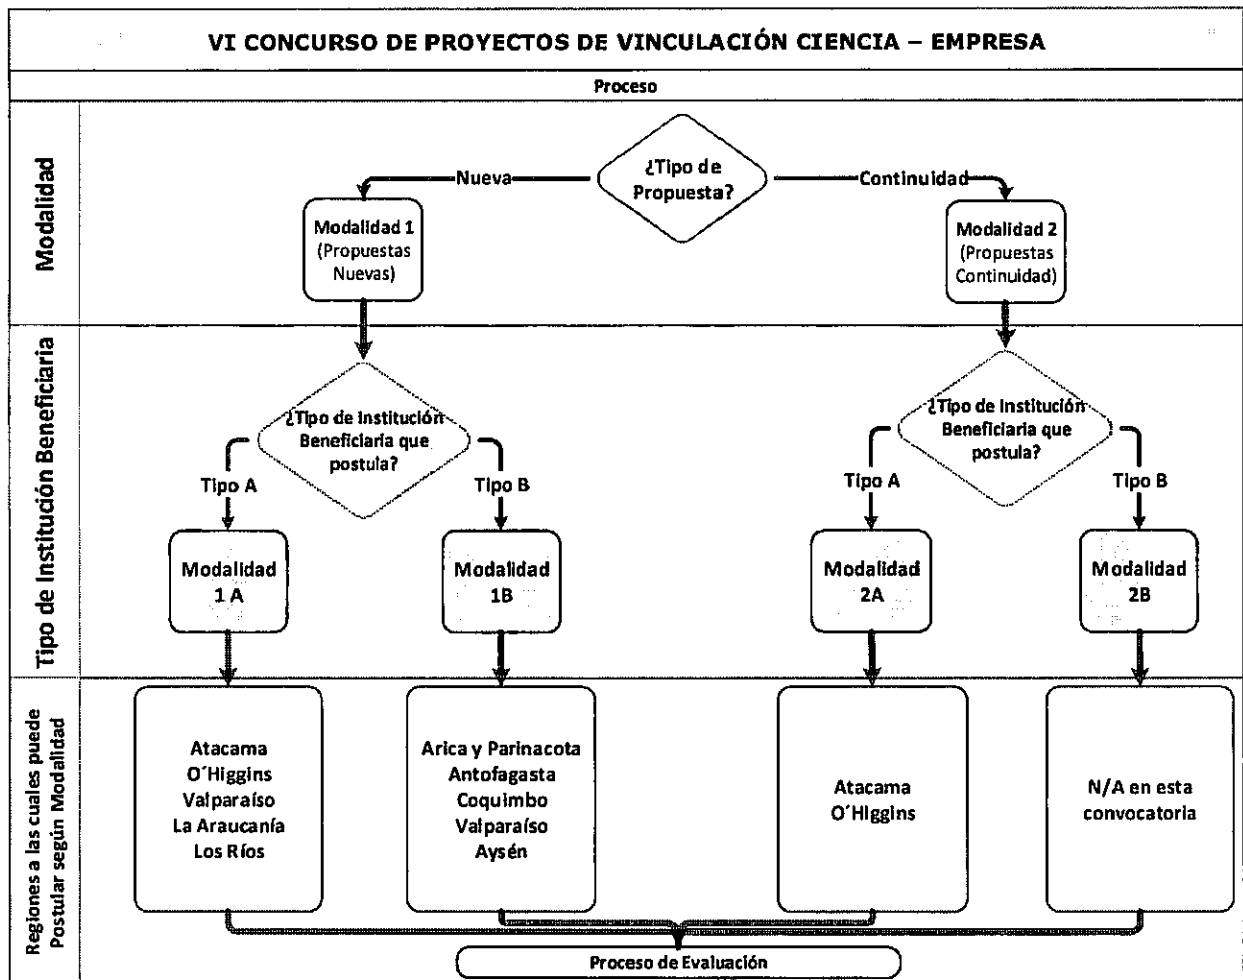 VI CONCURSO DE PROYECTOS DE VINCULACIÓN CIENCIA – EMPRESA
Proceso
Modalidad
¿Tipo de
Propuesta?
Nueva
Continuidad
Modalidad 1
(Propuestas
Nuevas)
Modalidad 2
(Propuestas
Continuidad)
Tipo de Institución Beneficiaria
¿Tipo de Institución
Beneficiaria que
postula?
Tipo A
Tipo B
¿Tipo de Institución
Beneficiaria que
postula?
Tipo A
Tipo B
Modalidad
1 A
Modalidad
1B
Modalidad
2A
Modalidad
2B
Regiones a las cuales puede
Postular según Modalidad
Atacama
O´Higgins
Valparaíso
La Araucanía
Los Ríos
Arica y Parinacota
Antofagasta
Coquimbo
Valparaíso
Aysén
Atacama
O´Higgins
N/A en esta
convocatoria
Proceso de Evaluación